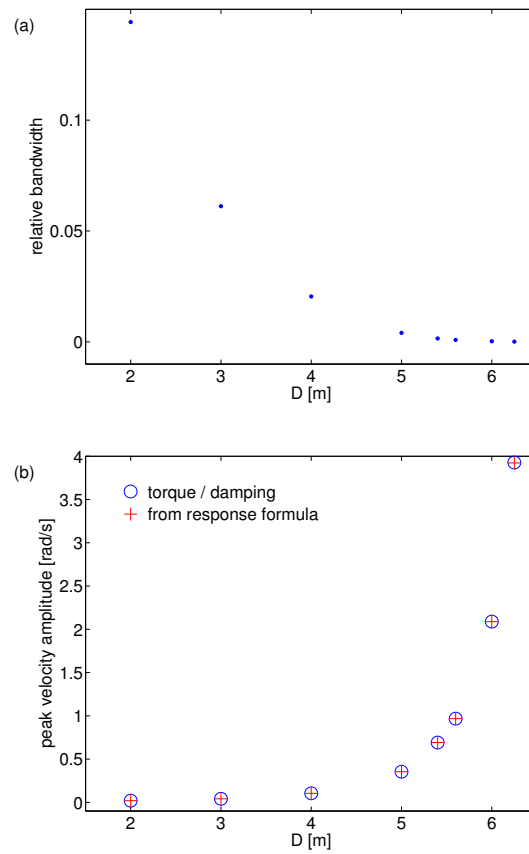 (a)
0.1
0.05
0
relative bandwidth
2 3 4 5 6
D [m]
(b)
4
3.5
3
2.5
2
1.5
1
0.5
0
peak velocity amplitude [rad/s]
torque / damping
from response formula
2 3 4 5 6
D [m]